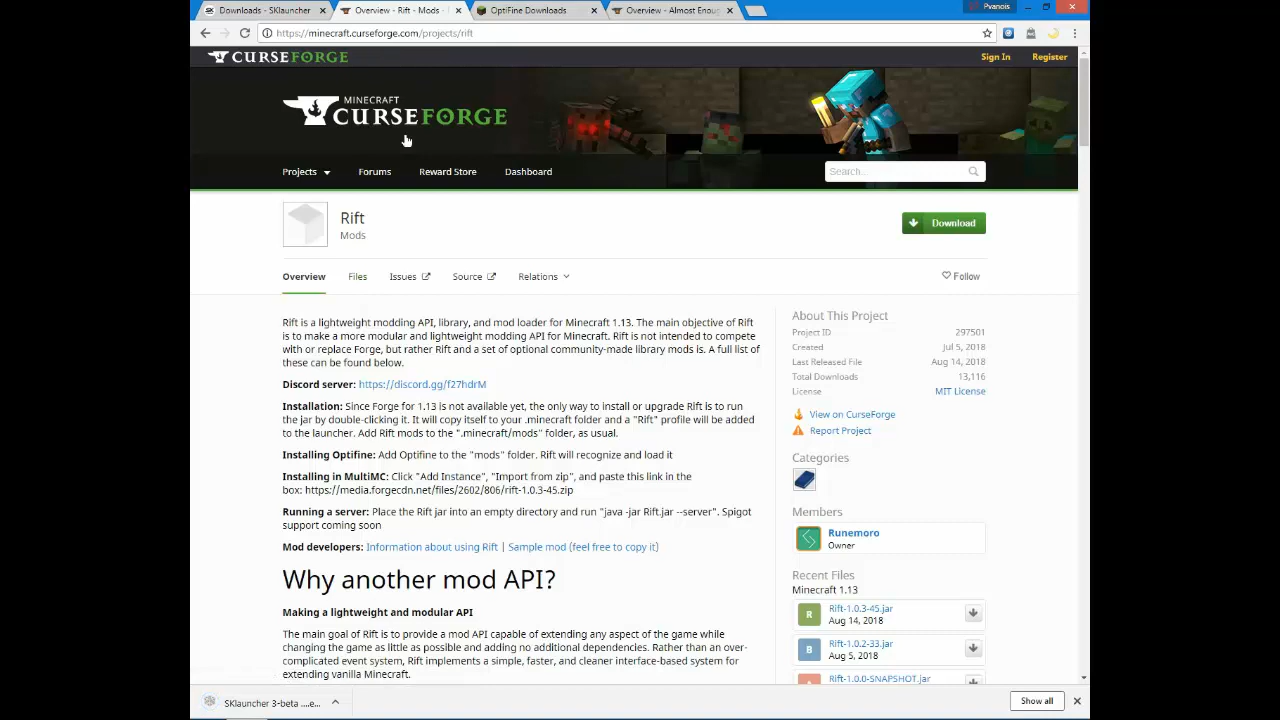 Downloads - SKlauncher
Overview - Rift - Mods -
OptiFine Downloads
Overview - Almost Enoug
Pvanois
https://minecraft.curseforge.com/projects/rift
CURSEFORGE
Sign In
Register
MINECRAFT
CURSEFORGE
Projects
Forums
Reward Store
Dashboard
Search...
Rift
Mods
Download
Overview
Files
Issues
Source
Relations
Follow
Rift is a lightweight modding API, library, and mod loader for Minecraft 1.13. The main objective of Rift
is to make a more modular and lightweight modding API for Minecraft. Rift is not intended to compete
with or replace Forge, but rather Rift and a set of optional community-made library mods is. A full list of
these can be found below.
Discord server: https://discord.gg/f27hdrM
Installation: Since Forge for 1.13 is not available yet, the only way to install or upgrade Rift is to run
the jar by double-clicking it. It will copy itself to your .minecraft folder and a "Rift" profile will be added
to the launcher. Add Rift mods to the ".minecraft/mods" folder, as usual.
Installing Optifine: Add Optifine to the "mods" folder. Rift will recognize and load it
Installing in MultiMC: Click "Add Instance", "Import from zip", and paste this link in the
box: https://media.forgecdn.net/files/2602/806/rift-1.0.3-45.zip
Running a server: Place the Rift jar into an empty directory and run "java -jar Rift.jar --server". Spigot
support coming soon
Mod developers: Information about using Rift | Sample mod (feel free to copy it)
Why another mod API?
Making a lightweight and modular API
The main goal of Rift is to provide a mod API capable of extending any aspect of the game while
changing the game as little as possible and adding no additional dependencies. Rather than an over-
complicated event system, Rift implements a simple, faster, and cleaner interface-based system for
extending vanilla Minecraft.
About This Project
Project ID 297501
Created Jul 5, 2018
Last Released File Aug 14, 2018
Total Downloads 13,116
License MIT License
View on CurseForge
Report Project
Categories
Members
Runemoro
Owner
Recent Files
Minecraft 1.13
R
Rift-1.0.3-45.jar
Aug 14, 2018
B
Rift-1.0.2-33.jar
Aug 5, 2018
Rift-1.0.0-SNAPSHOT.jar
SKlauncher 3-beta ....e...
Show all